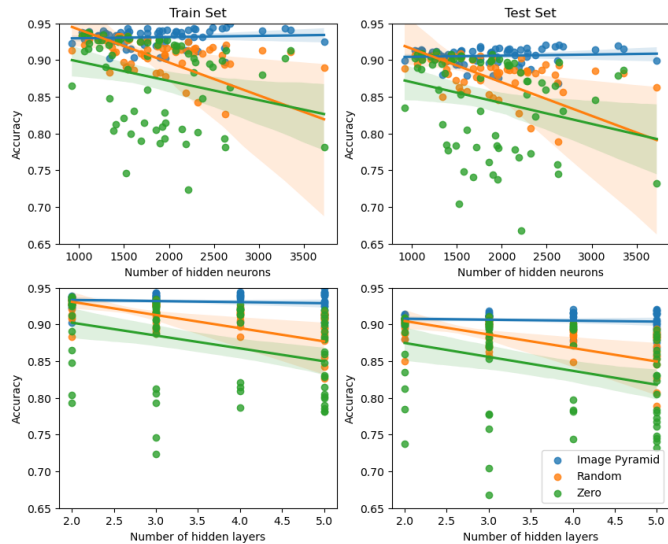 Train Set
Test Set
0.95
0.90
0.85
0.80
0.75
0.70
0.65
Accuracy
1000 1500 2000 2500 3000 3500
Number of hidden neurons
0.95
0.90
0.85
0.80
0.75
0.70
0.65
Accuracy
1000 1500 2000 2500 3000 3500
Number of hidden neurons
0.95
0.90
0.85
0.80
0.75
0.70
0.65
Accuracy
2.0 2.5 3.0 3.5 4.0 4.5 5.0
Number of hidden layers
0.95
0.90
0.85
0.80
0.75
0.70
0.65
Accuracy
Image Pyramid
Random
Zero
2.0 2.5 3.0 3.5 4.0 4.5 5.0
Number of hidden layers